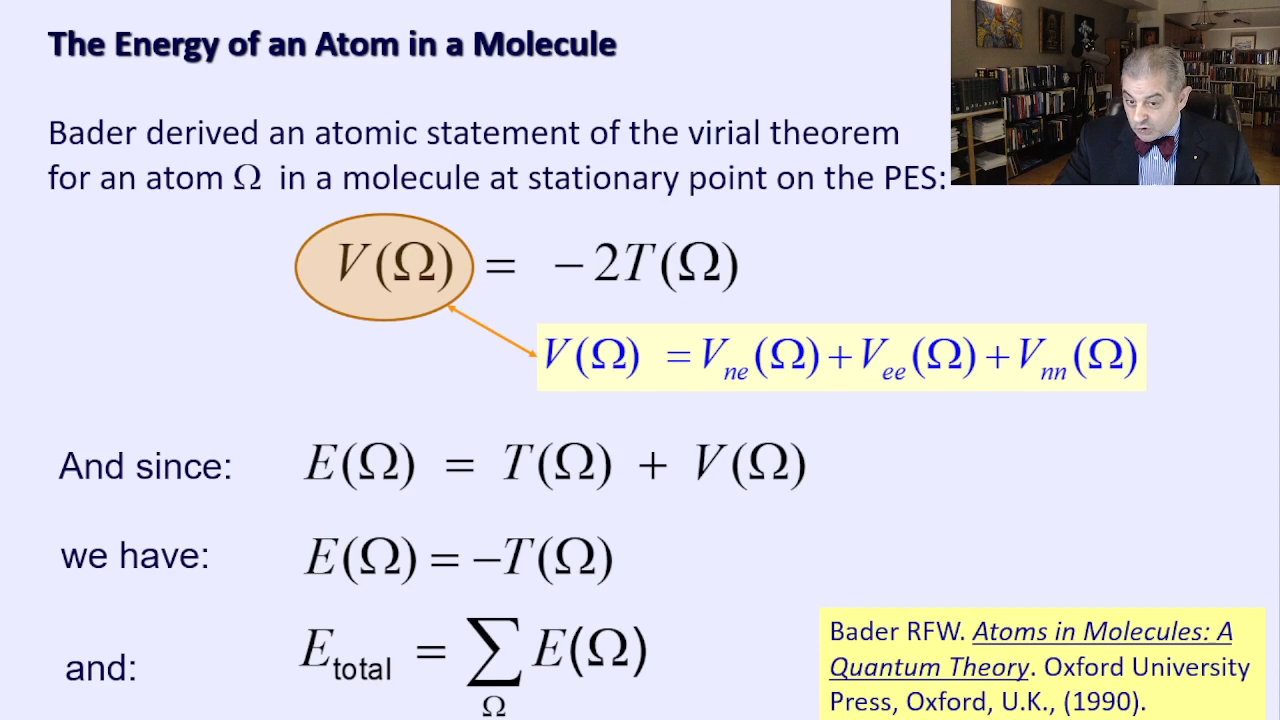 The Energy of an Atom in a Molecule
Bader derived an atomic statement of the virial theorem
for an atom Ω in a molecule at stationary point on the PES:
V(Ω) = −2T(Ω)
V(Ω) = V_ne(Ω) + V_ee(Ω) + V_nn(Ω)
And since: E(Ω) = T(Ω) + V(Ω)
we have: E(Ω) = −T(Ω)
and: E_total = ∑_Ω E(Ω)
Bader RFW. Atoms in Molecules: A
Quantum Theory. Oxford University
Press, Oxford, U.K., (1990).